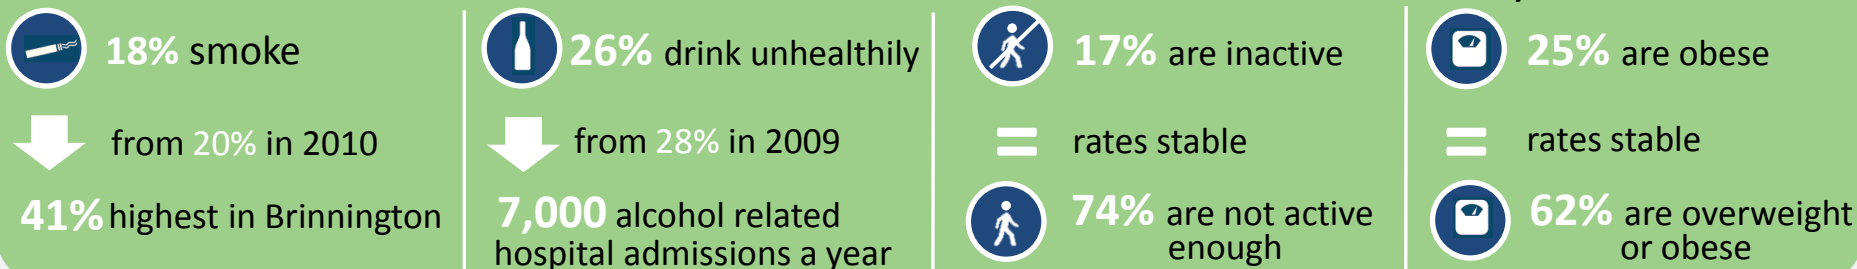 18% smoke
from 20% in 2010
41% highest in Brinnington
26% drink unhealthily
from 28% in 2009
7,000 alcohol related
hospital admissions a year
17% are inactive
rates stable
74% are not active
enough
25% are obese
rates stable
62% are overweight
or obese